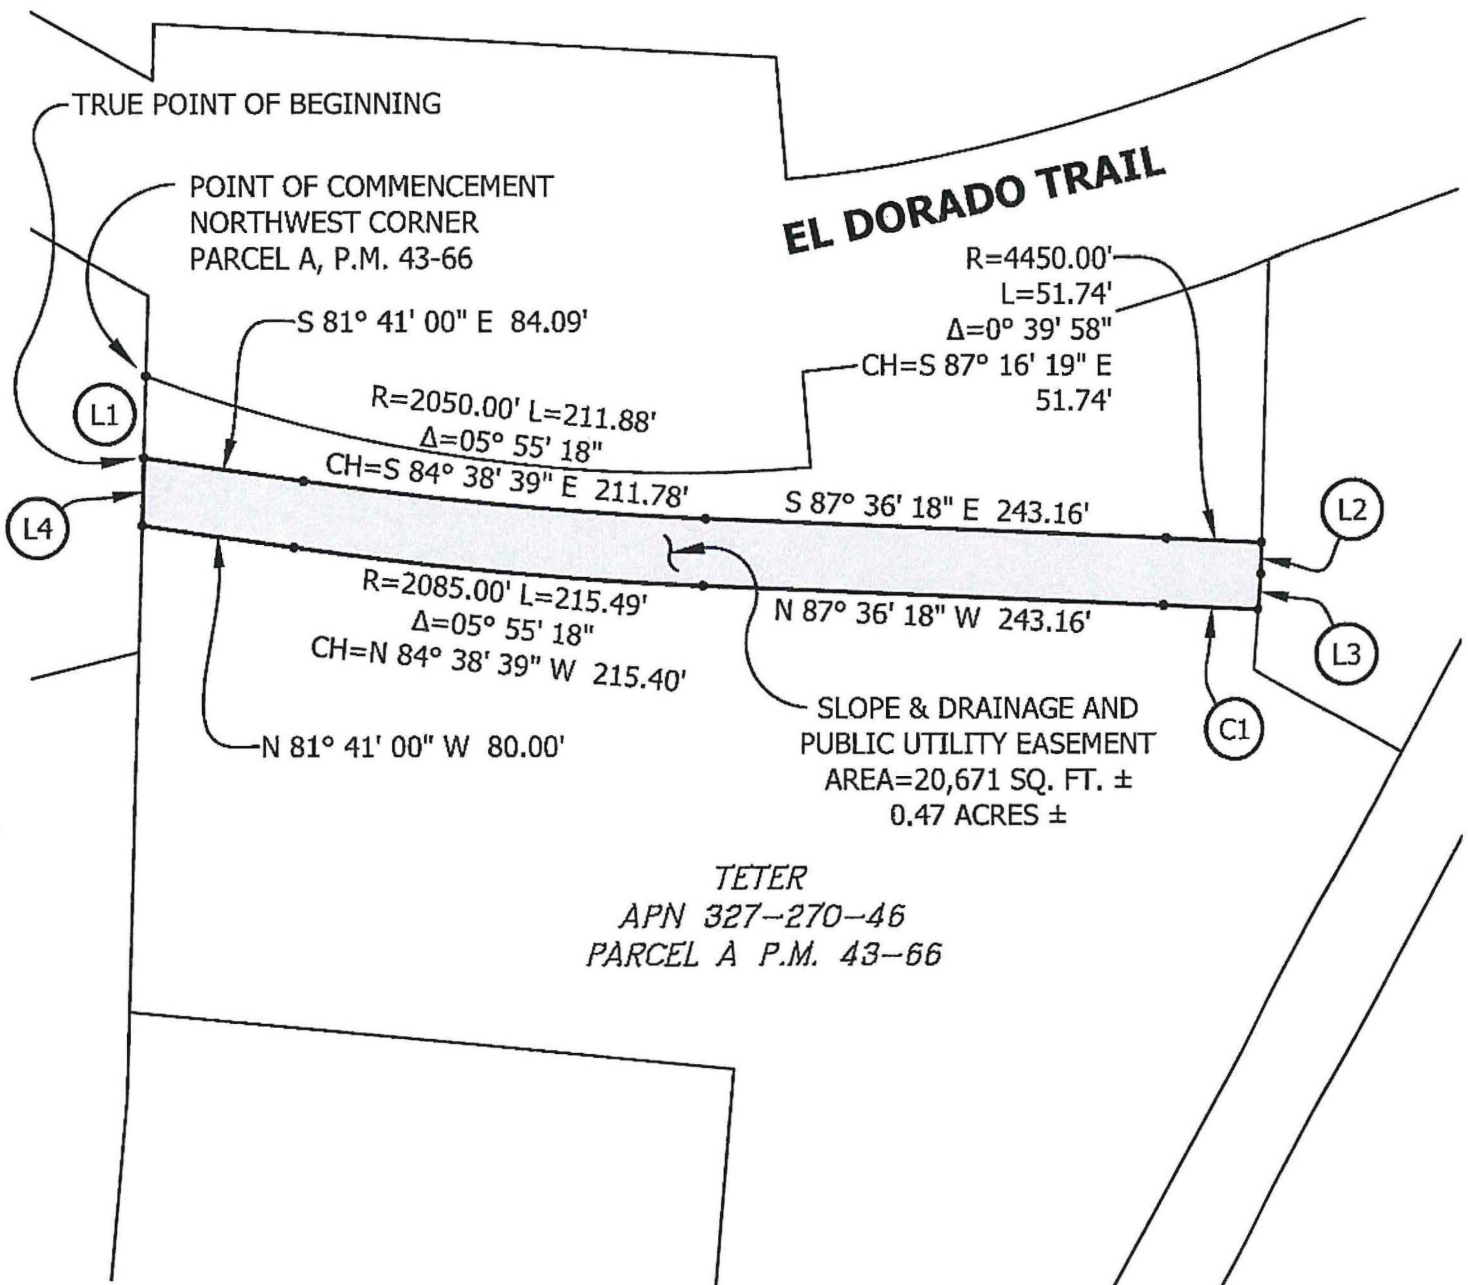 TRUE POINT OF BEGINNING
POINT OF COMMENCEMENT
NORTHWEST CORNER
PARCEL A, P.M. 43-66
EL DORADO TRAIL
R=4450.00'
L=51.74'
Δ=0° 39' 58"
CH=S 87° 16' 19" E
51.74'
S 81° 41' 00" E 84.09'
L1
R=2050.00' L=211.88'
Δ=05° 55' 18"
CH=S 84° 38' 39" E 211.78'
S 87° 36' 18" E 243.16'
L2
L4
R=2085.00' L=215.49'
Δ=05° 55' 18"
CH=N 84° 38' 39" W 215.40'
N 87° 36' 18" W 243.16'
L3
N 81° 41' 00" W 80.00'
SLOPE & DRAINAGE AND
PUBLIC UTILITY EASEMENT
AREA=20,671 SQ. FT. ±
0.47 ACRES ±
C1
TETER
APN 327-270-46
PARCEL A P.M. 43-66